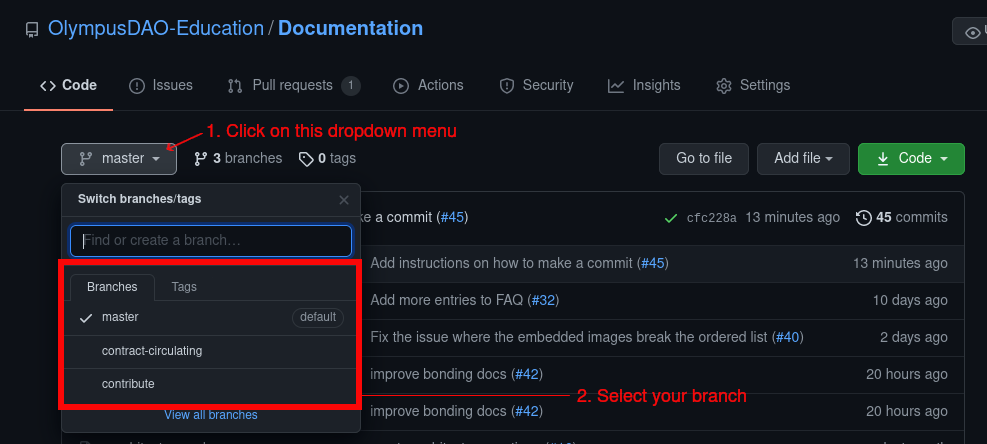 OlympusDAO-Education / Documentation
Code Issues Pull requests 1 Actions Security Insights Settings
1. Click on this dropdown menu
master 3 branches 0 tags Go to file Add file Code
Switch branches/tags
ke a commit (#45) cfc228a 13 minutes ago 45 commits
Find or create a branch...
Add instructions on how to make a commit (#45) 13 minutes ago
Branches Tags
Add more entries to FAQ (#32) 10 days ago
master default
Fix the issue where the embedded images break the ordered list (#40) 2 days ago
contract-circulating
improve bonding docs (#42) 20 hours ago
contribute
2. Select your branch
View all branches
improve bonding docs (#42) 20 hours ago